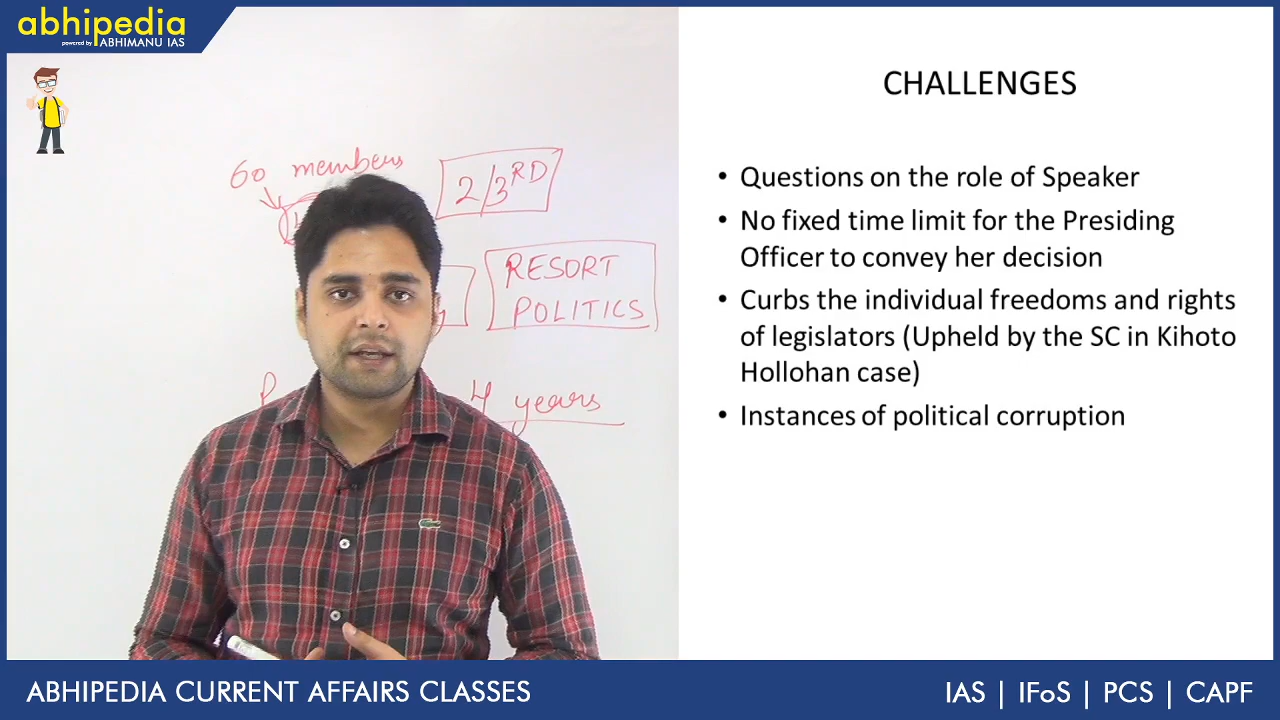 abhipedia
powered by ABHIMANU IAS
60 members
2/3RD
RESORT
POLITICS
4 years
CHALLENGES
• Questions on the role of Speaker
• No fixed time limit for the Presiding
Officer to convey her decision
• Curbs the individual freedoms and rights
of legislators (Upheld by the SC in Kihoto
Hollohan case)
• Instances of political corruption
ABHIPEDIA CURRENT AFFAIRS CLASSES
IAS | IFoS | PCS | CAPF